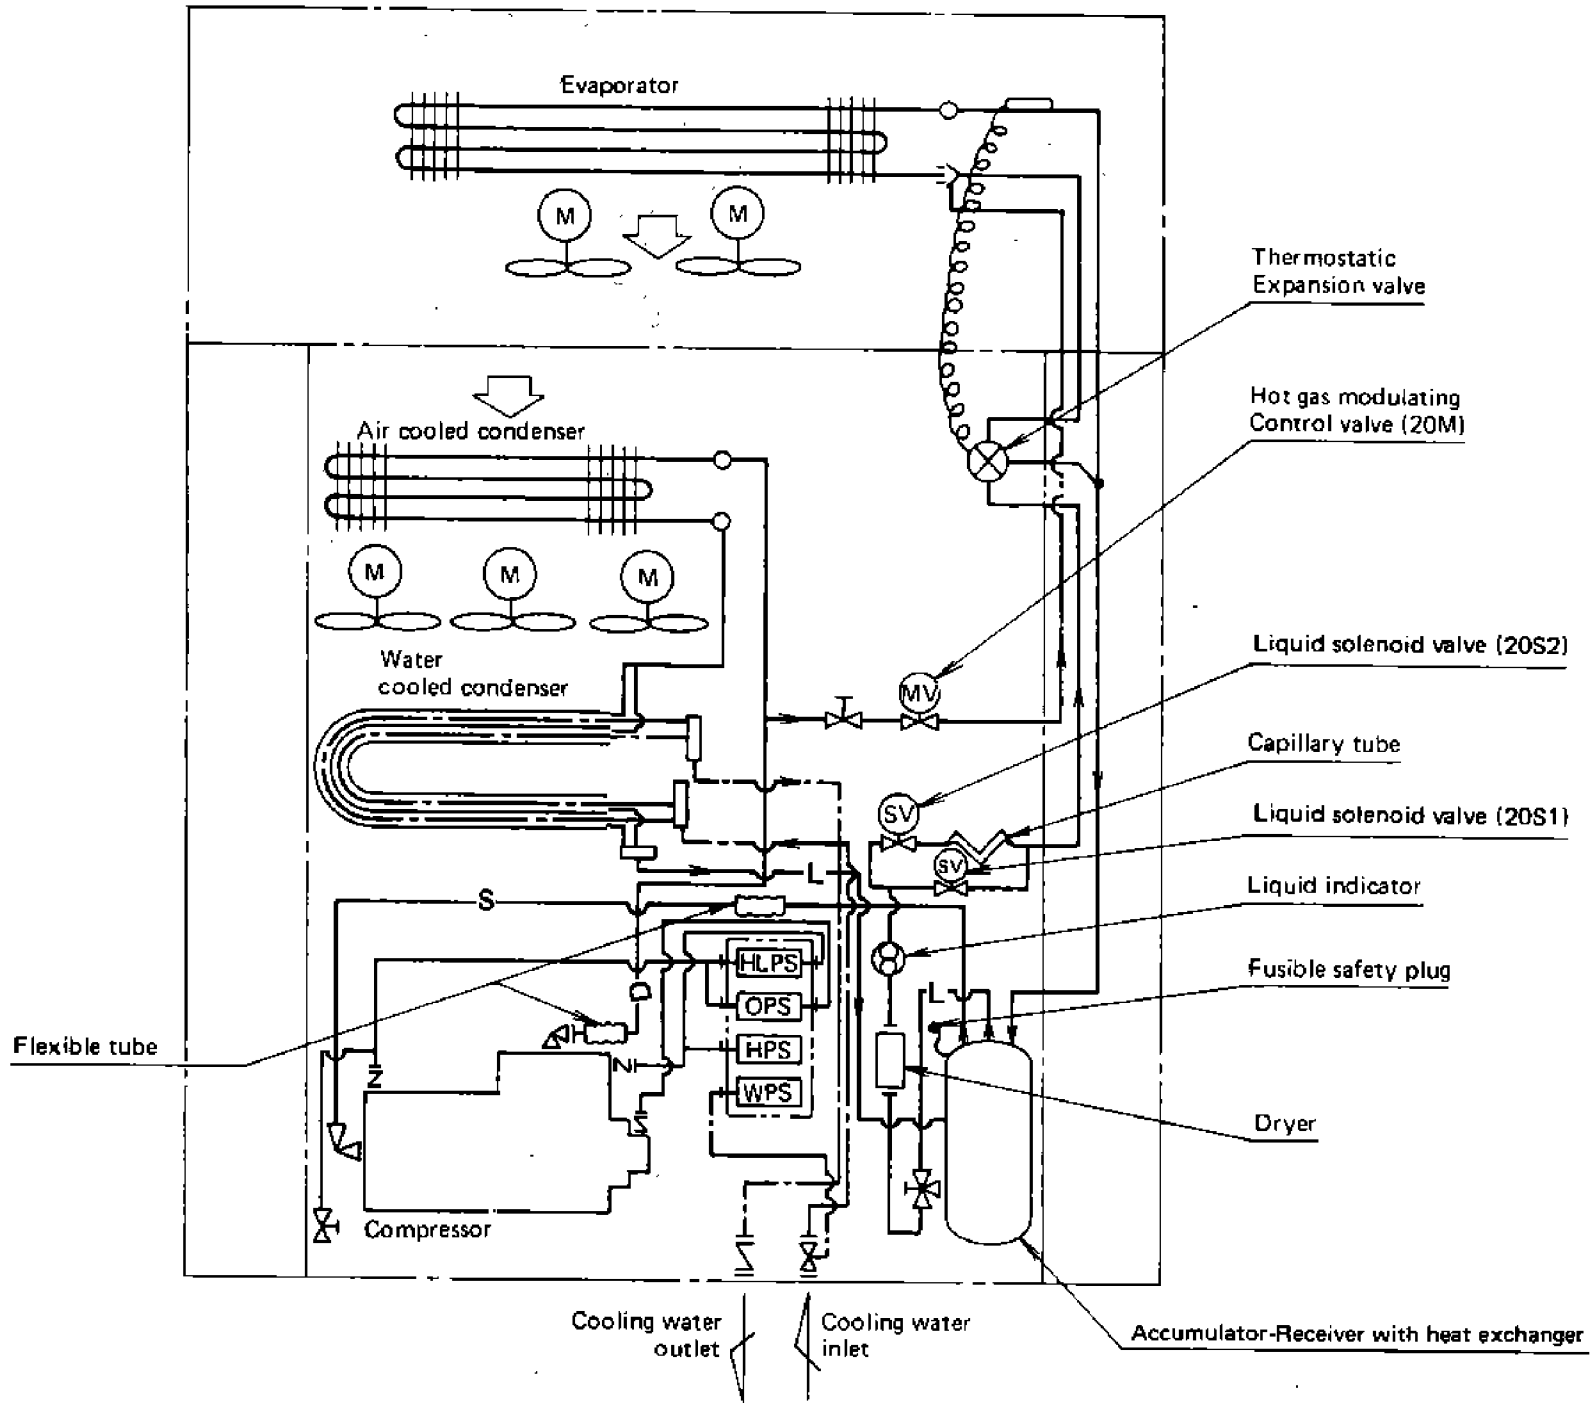 Evaporator
M
M
Thermostatic
Expansion valve
Hot gas modulating
Control valve (20M)
Air cooled condenser
M
M
M
Water
cooled condenser
MV
Liquid solenoid valve (20S2)
Capillary tube
SV
Liquid solenoid valve (20S1)
SV
L
Liquid indicator
S
HLPS
Fusible safety plug
D
L
OPS
Flexible tube
HPS
WPS
Dryer
Compressor
Cooling water
outlet
Cooling water
inlet
Accumulator-Receiver with heat exchanger